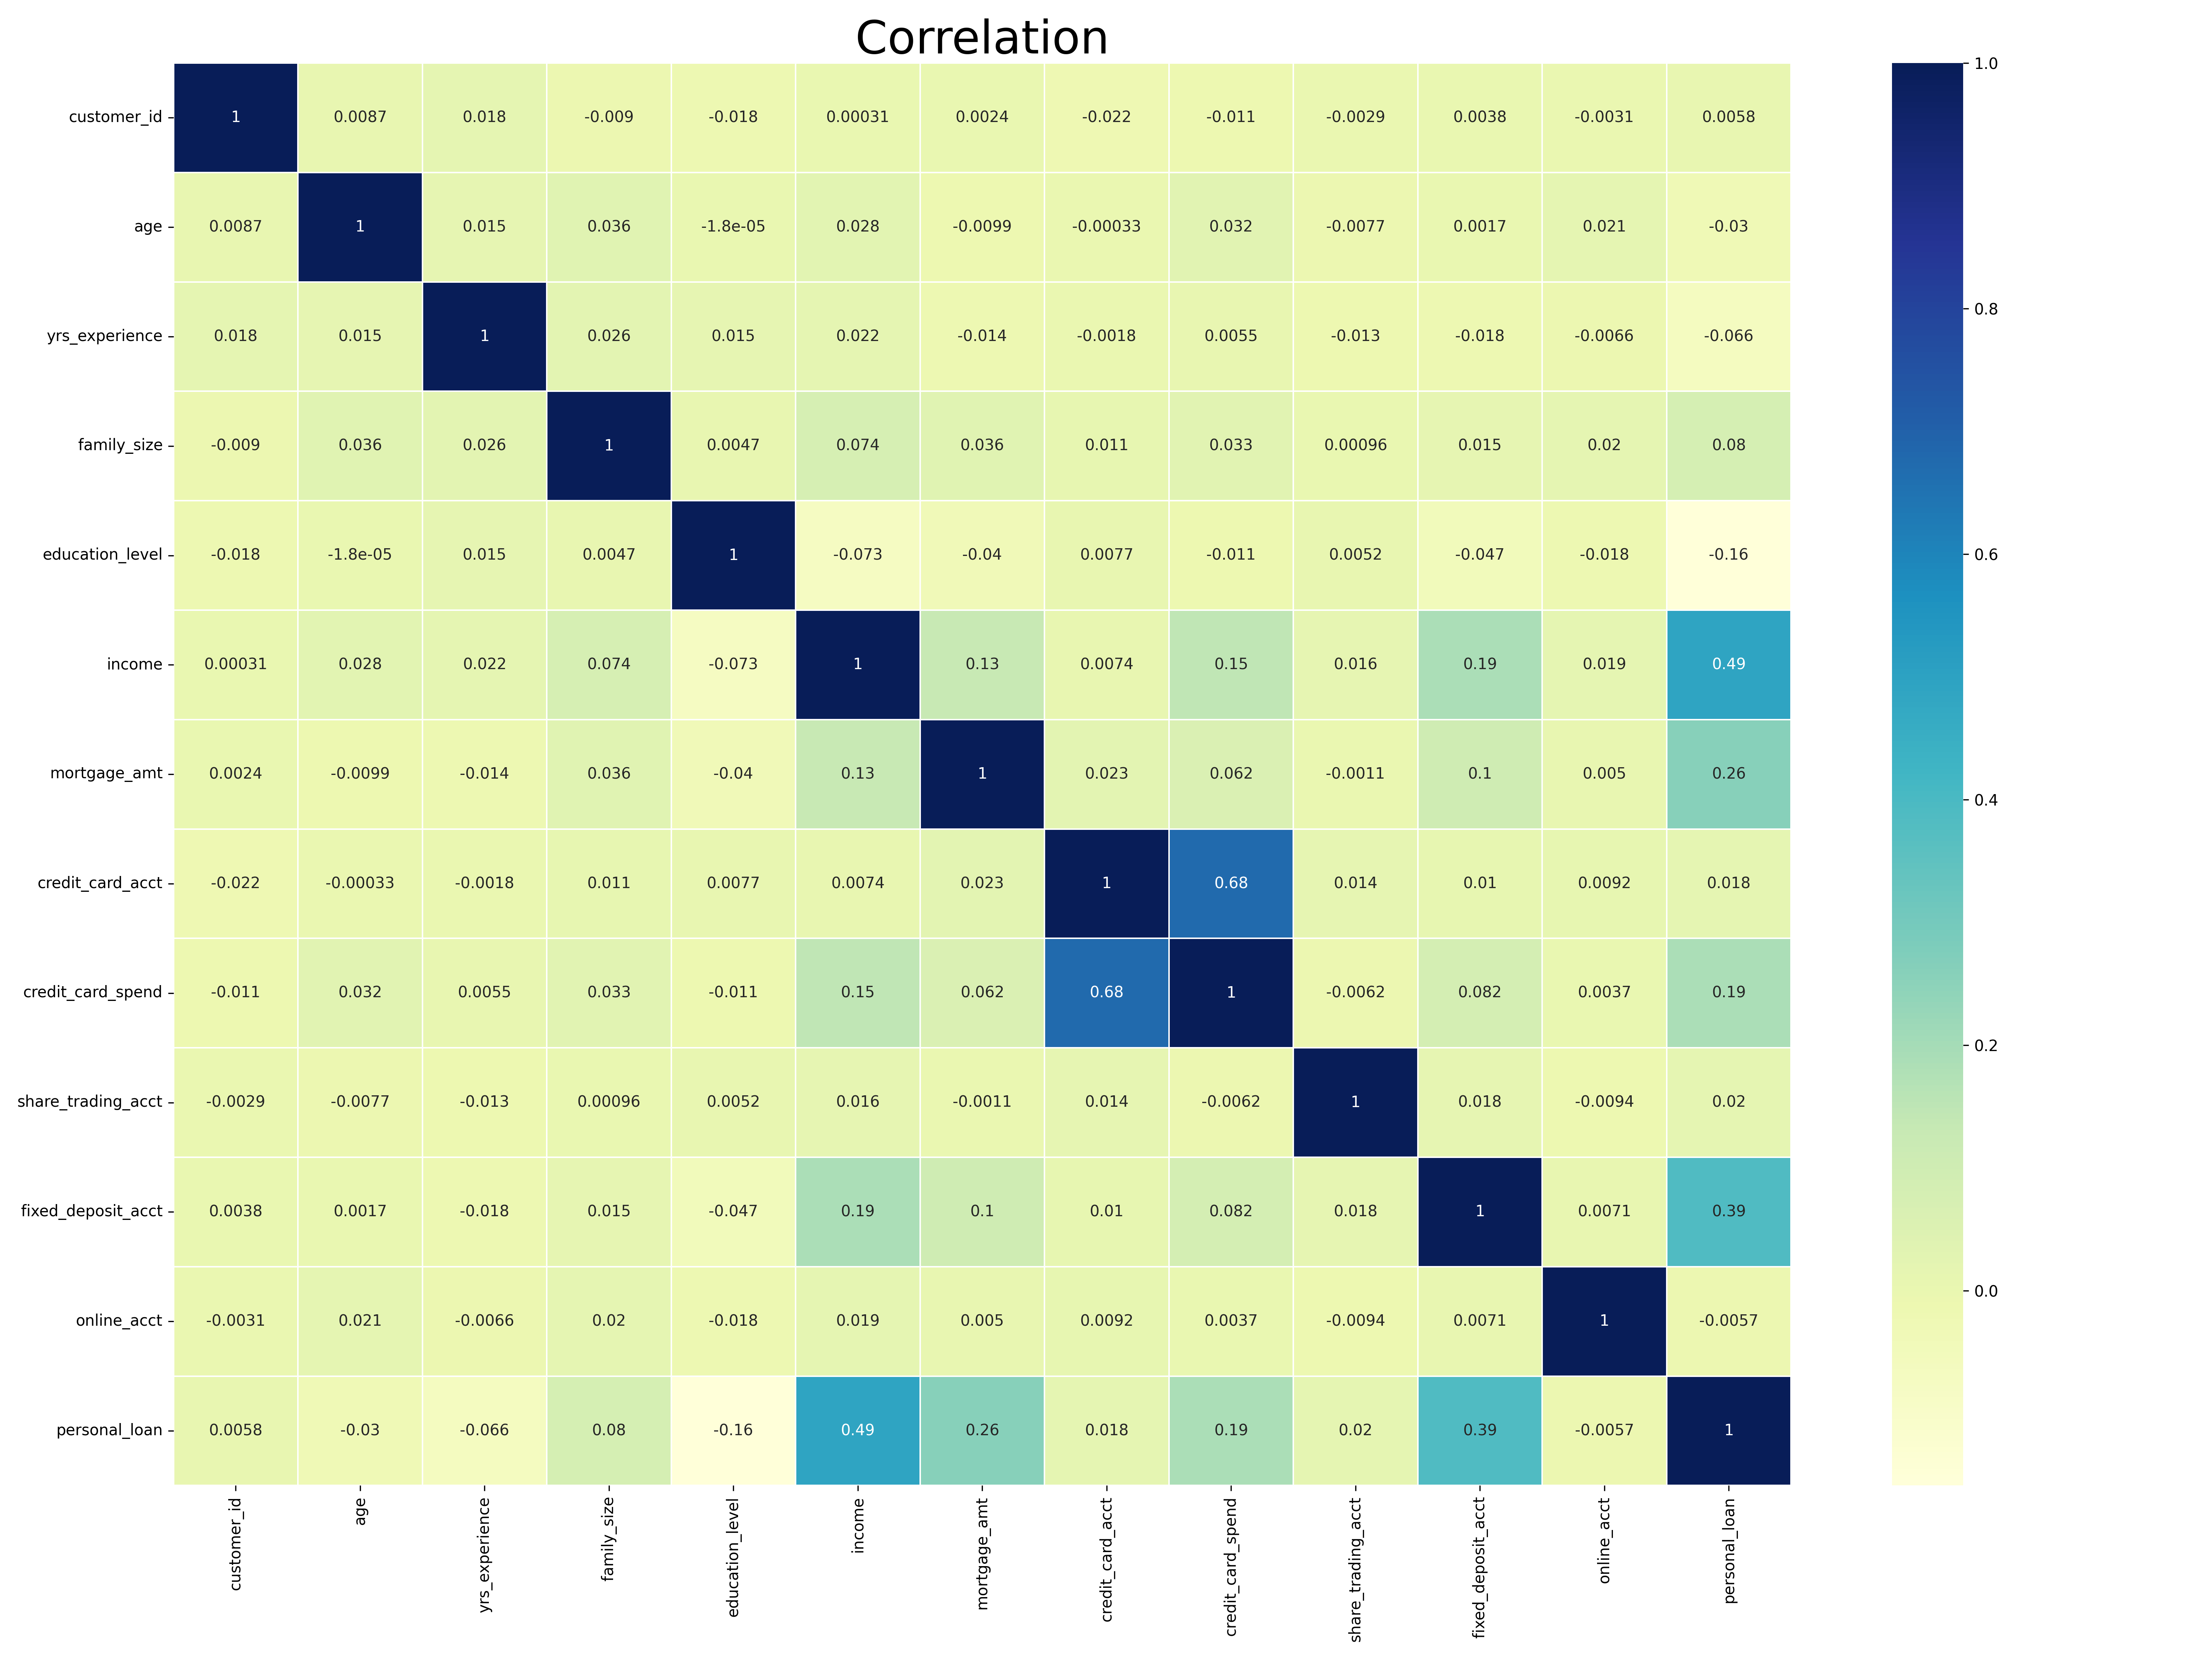 Correlation
customer_id 1 0.0087 0.018 -0.009 -0.018 0.00031 0.0024 -0.022 -0.011 -0.0029 0.0038 -0.0031 0.0058
age 0.0087 1 0.015 0.036 -1.8e-05 0.028 -0.0099 -0.00033 0.032 -0.0077 0.0017 0.021 -0.03
yrs_experience 0.018 0.015 1 0.026 0.015 0.022 -0.014 -0.0018 0.0055 -0.013 -0.018 -0.0066 -0.066
family_size -0.009 0.036 0.026 1 0.0047 0.074 0.036 0.011 0.033 0.00096 0.015 0.02 0.08
education_level -0.018 -1.8e-05 0.015 0.0047 1 -0.073 -0.04 0.0077 -0.011 0.0052 -0.047 -0.018 -0.16
income 0.00031 0.028 0.022 0.074 -0.073 1 0.13 0.0074 0.15 0.016 0.19 0.019 0.49
mortgage_amt 0.0024 -0.0099 -0.014 0.036 -0.04 0.13 1 0.023 0.062 -0.0011 0.1 0.005 0.26
credit_card_acct -0.022 -0.00033 -0.0018 0.011 0.0077 0.0074 0.023 1 0.68 0.014 0.01 0.0092 0.018
credit_card_spend -0.011 0.032 0.0055 0.033 -0.011 0.15 0.062 0.68 1 -0.0062 0.082 0.0037 0.19
share_trading_acct -0.0029 -0.0077 -0.013 0.00096 0.0052 0.016 -0.0011 0.014 -0.0062 1 0.018 -0.0094 0.02
fixed_deposit_acct 0.0038 0.0017 -0.018 0.015 -0.047 0.19 0.1 0.01 0.082 0.018 1 0.0071 0.39
online_acct -0.0031 0.021 -0.0066 0.02 -0.018 0.019 0.005 0.0092 0.0037 -0.0094 0.0071 1 -0.0057
personal_loan 0.0058 -0.03 -0.066 0.08 -0.16 0.49 0.26 0.018 0.19 0.02 0.39 -0.0057 1
customer_id age yrs_experience family_size education_level income mortgage_amt credit_card_acct credit_card_spend share_trading_acct fixed_deposit_acct online_acct personal_loan
1.0
0.8
0.6
0.4
0.2
0.0